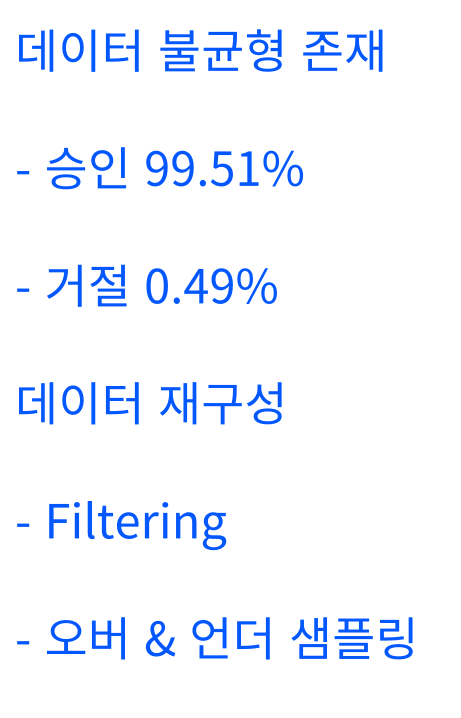 데이터 불균형 존재
- 승인 99.51%
- 거절 0.49%
데이터 재구성
- Filtering
- 오버 & 언더 샘플링